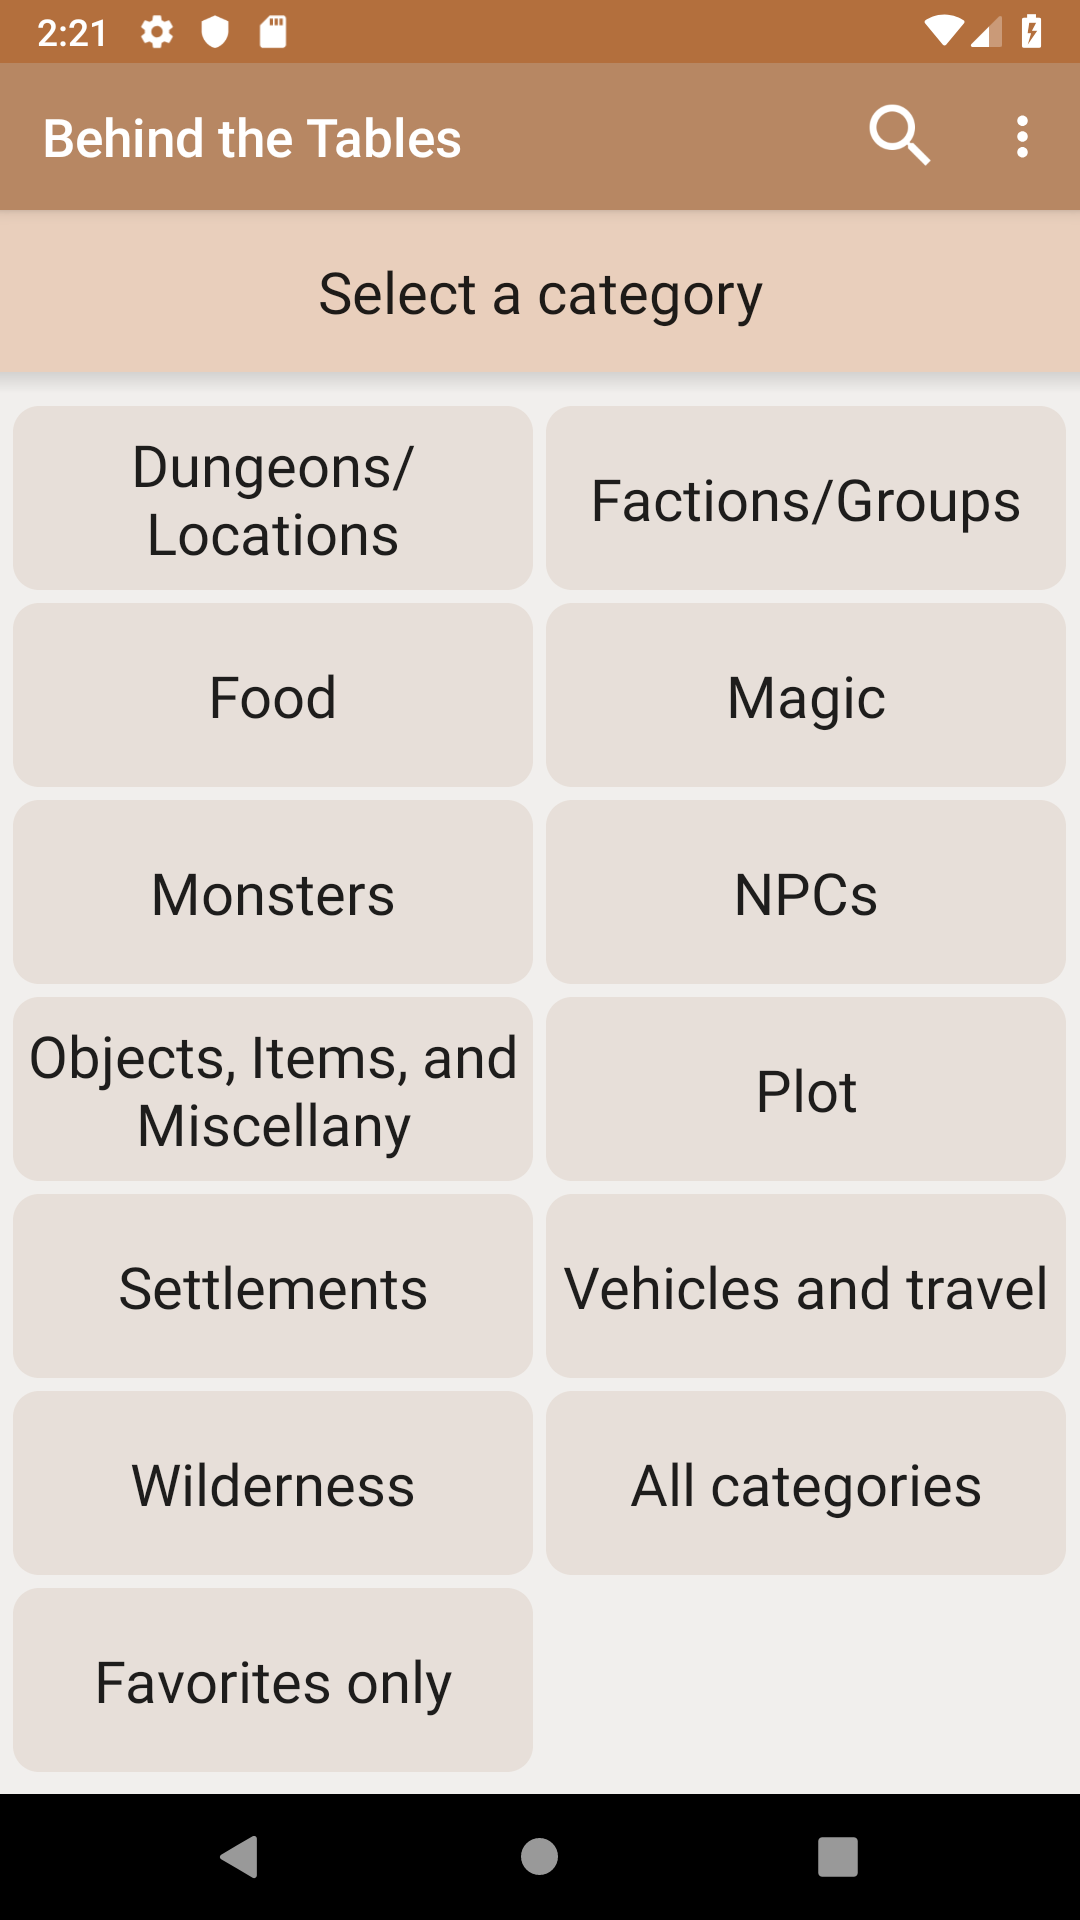 2:21
Behind the Tables
Select a category
Dungeons/
Locations
Factions/Groups
Food
Magic
Monsters
NPCs
Objects, Items, and
Miscellany
Plot
Settlements
Vehicles and travel
Wilderness
All categories
Favorites only